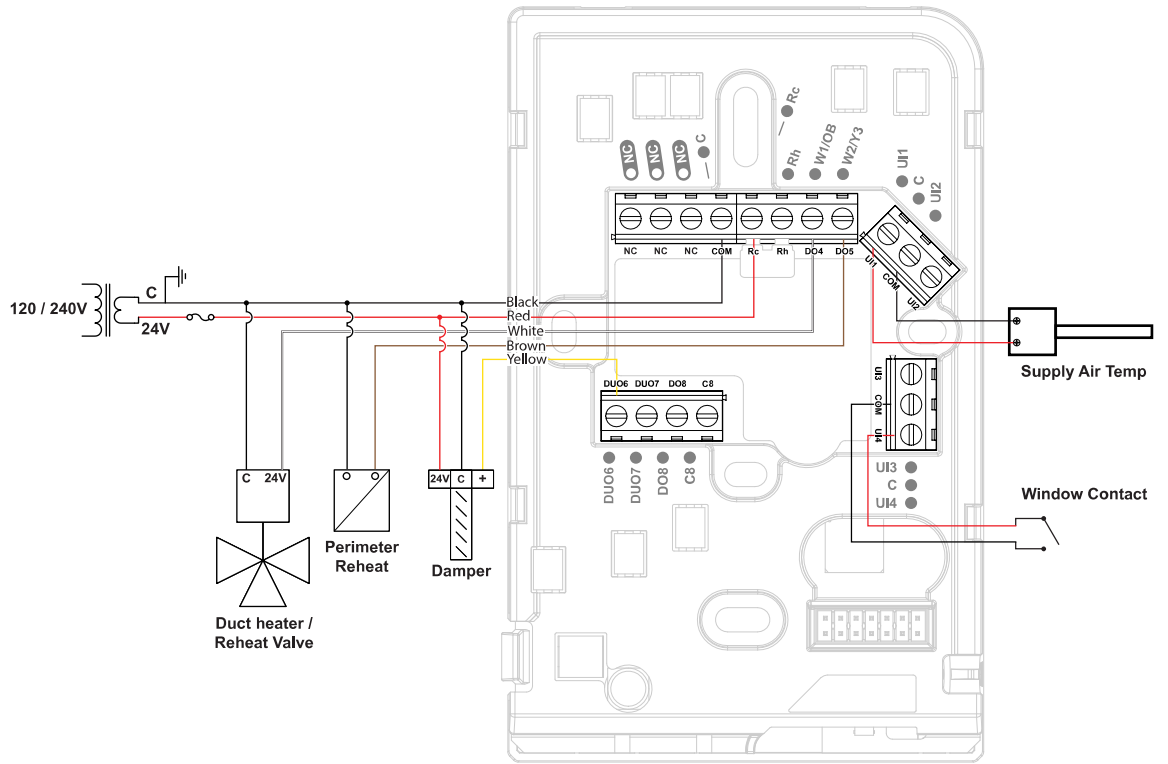 NC
NC
NC
C
Rc
Rh
W1/OB
W2/Y3
UI1
C
UI2
NC NC NC COM Rc Rh DO4 DO5
UI1 COM UI2
120 / 240V
C
24V
Black
Red
White
Brown
Yellow
Supply Air Temp
DUO6 DUO7 DO8 C8
UI3
COM
UI4
DUO6
DUO7
DO8
C8
UI3
C
UI4
C 24V
24V C +
Window Contact
Perimeter
Reheat
Damper
Duct heater /
Reheat Valve